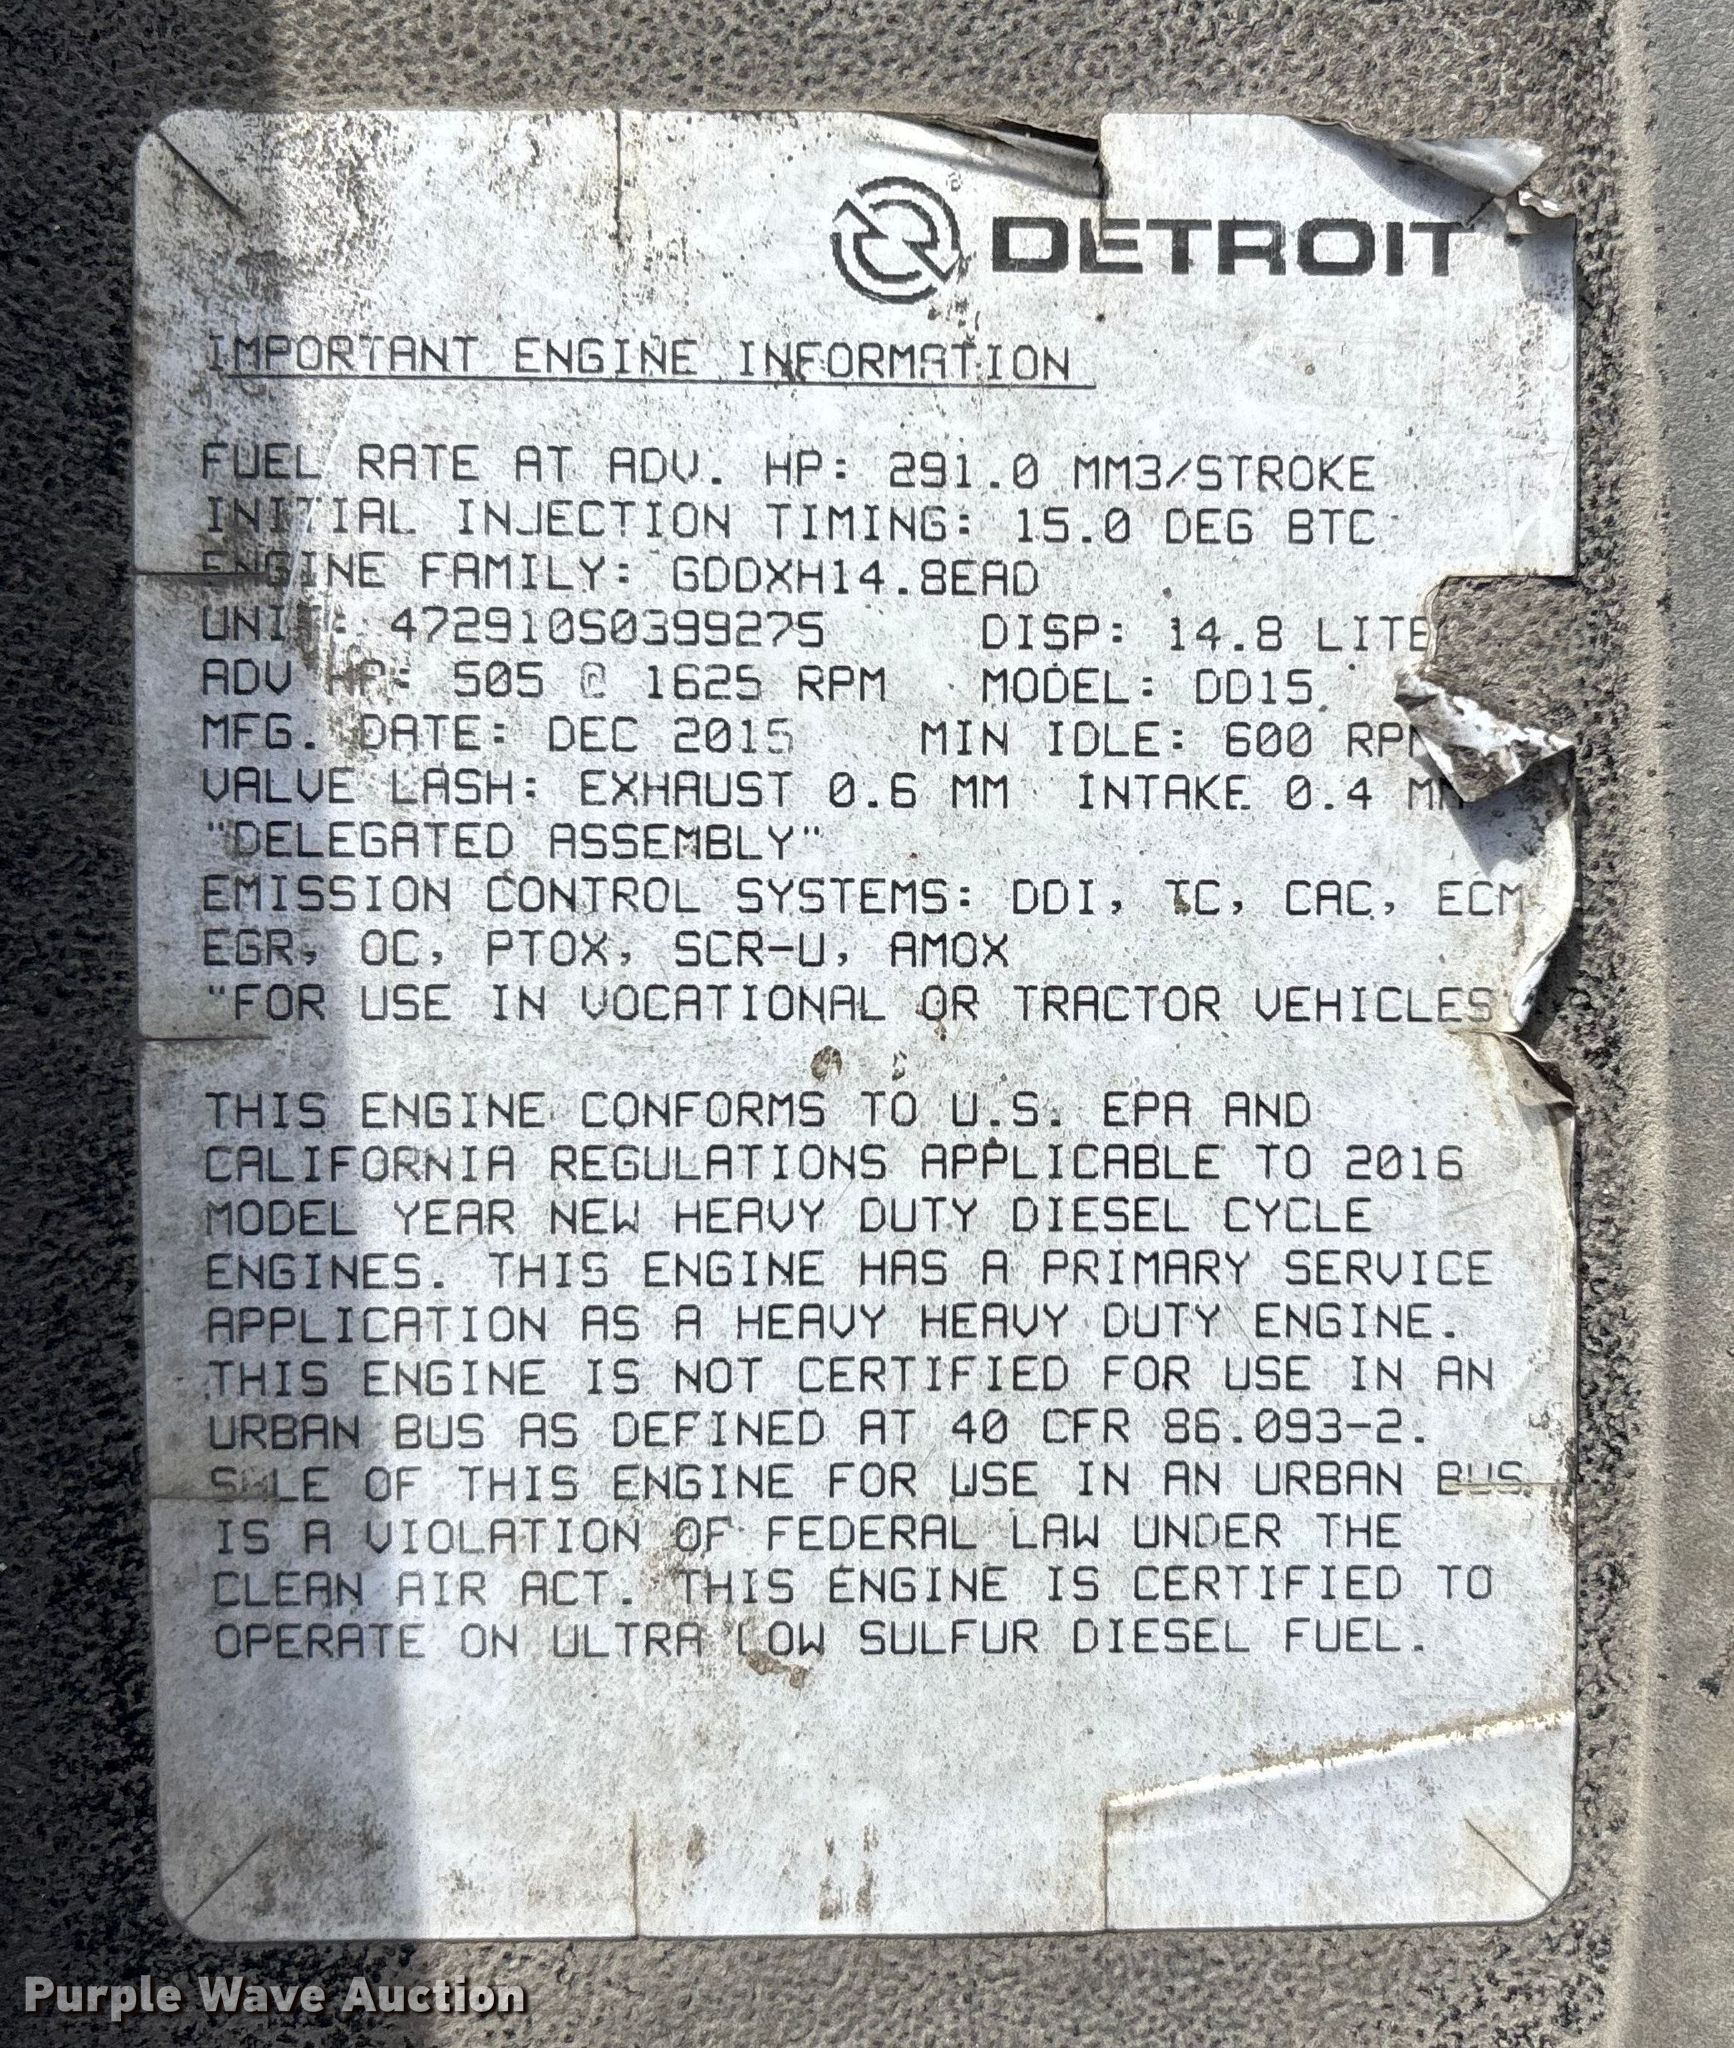 DETROIT
IMPORTANT ENGINE INFORMATION
FUEL RATE AT ADV. HP: 291.0 MM3/STROKE
INITIAL INJECTION TIMING: 15.0 DEG BTC
ENGINE FAMILY: GDDXH14.8EAD
UNIT: 472910S0399275 DISP: 14.8 LITE
ADV HP: 505 @ 1625 RPM MODEL: DD15
MFG. DATE: DEC 2015 MIN IDLE: 600 RPM
VALVE LASH: EXHAUST 0.6 MM INTAKE 0.4 MM
"DELEGATED ASSEMBLY"
EMISSION CONTROL SYSTEMS: DDI, TC, CAC, ECM,
EGR, OC, PTOX, SCR-U, AMOX
"FOR USE IN VOCATIONAL OR TRACTOR VEHICLES
THIS ENGINE CONFORMS TO U.S. EPA AND
CALIFORNIA REGULATIONS APPLICABLE TO 2016
MODEL YEAR NEW HEAVY DUTY DIESEL CYCLE
ENGINES. THIS ENGINE HAS A PRIMARY SERVICE
APPLICATION AS A HEAVY HEAVY DUTY ENGINE.
THIS ENGINE IS NOT CERTIFIED FOR USE IN AN
URBAN BUS AS DEFINED AT 40 CFR 86.093-2.
SALE OF THIS ENGINE FOR USE IN AN URBAN BUS
IS A VIOLATION OF FEDERAL LAW UNDER THE
CLEAN AIR ACT. THIS ENGINE IS CERTIFIED TO
OPERATE ON ULTRA LOW SULFUR DIESEL FUEL.
Purple Wave Auction